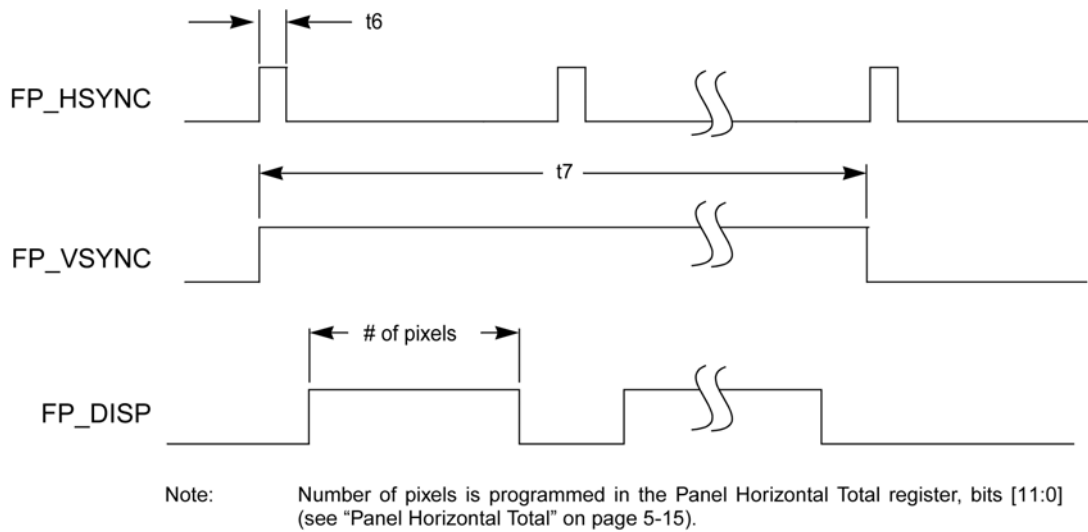 t6
FP_HSYNC
t7
FP_VSYNC
# of pixels
FP_DISP
Note: Number of pixels is programmed in the Panel Horizontal Total register, bits [11:0]
(see “Panel Horizontal Total” on page 5-15).